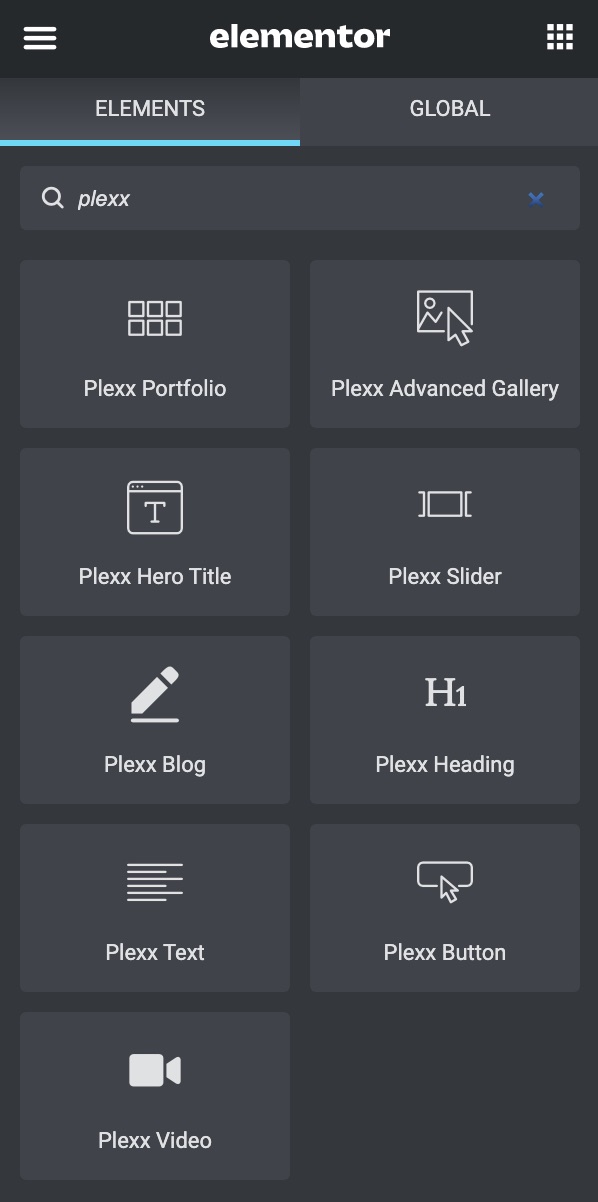 elementor
ELEMENTS
GLOBAL
plexx
Plexx Portfolio
Plexx Advanced Gallery
T
Plexx Hero Title
Plexx Slider
Plexx Blog
H1
Plexx Heading
Plexx Text
Plexx Button
Plexx Video